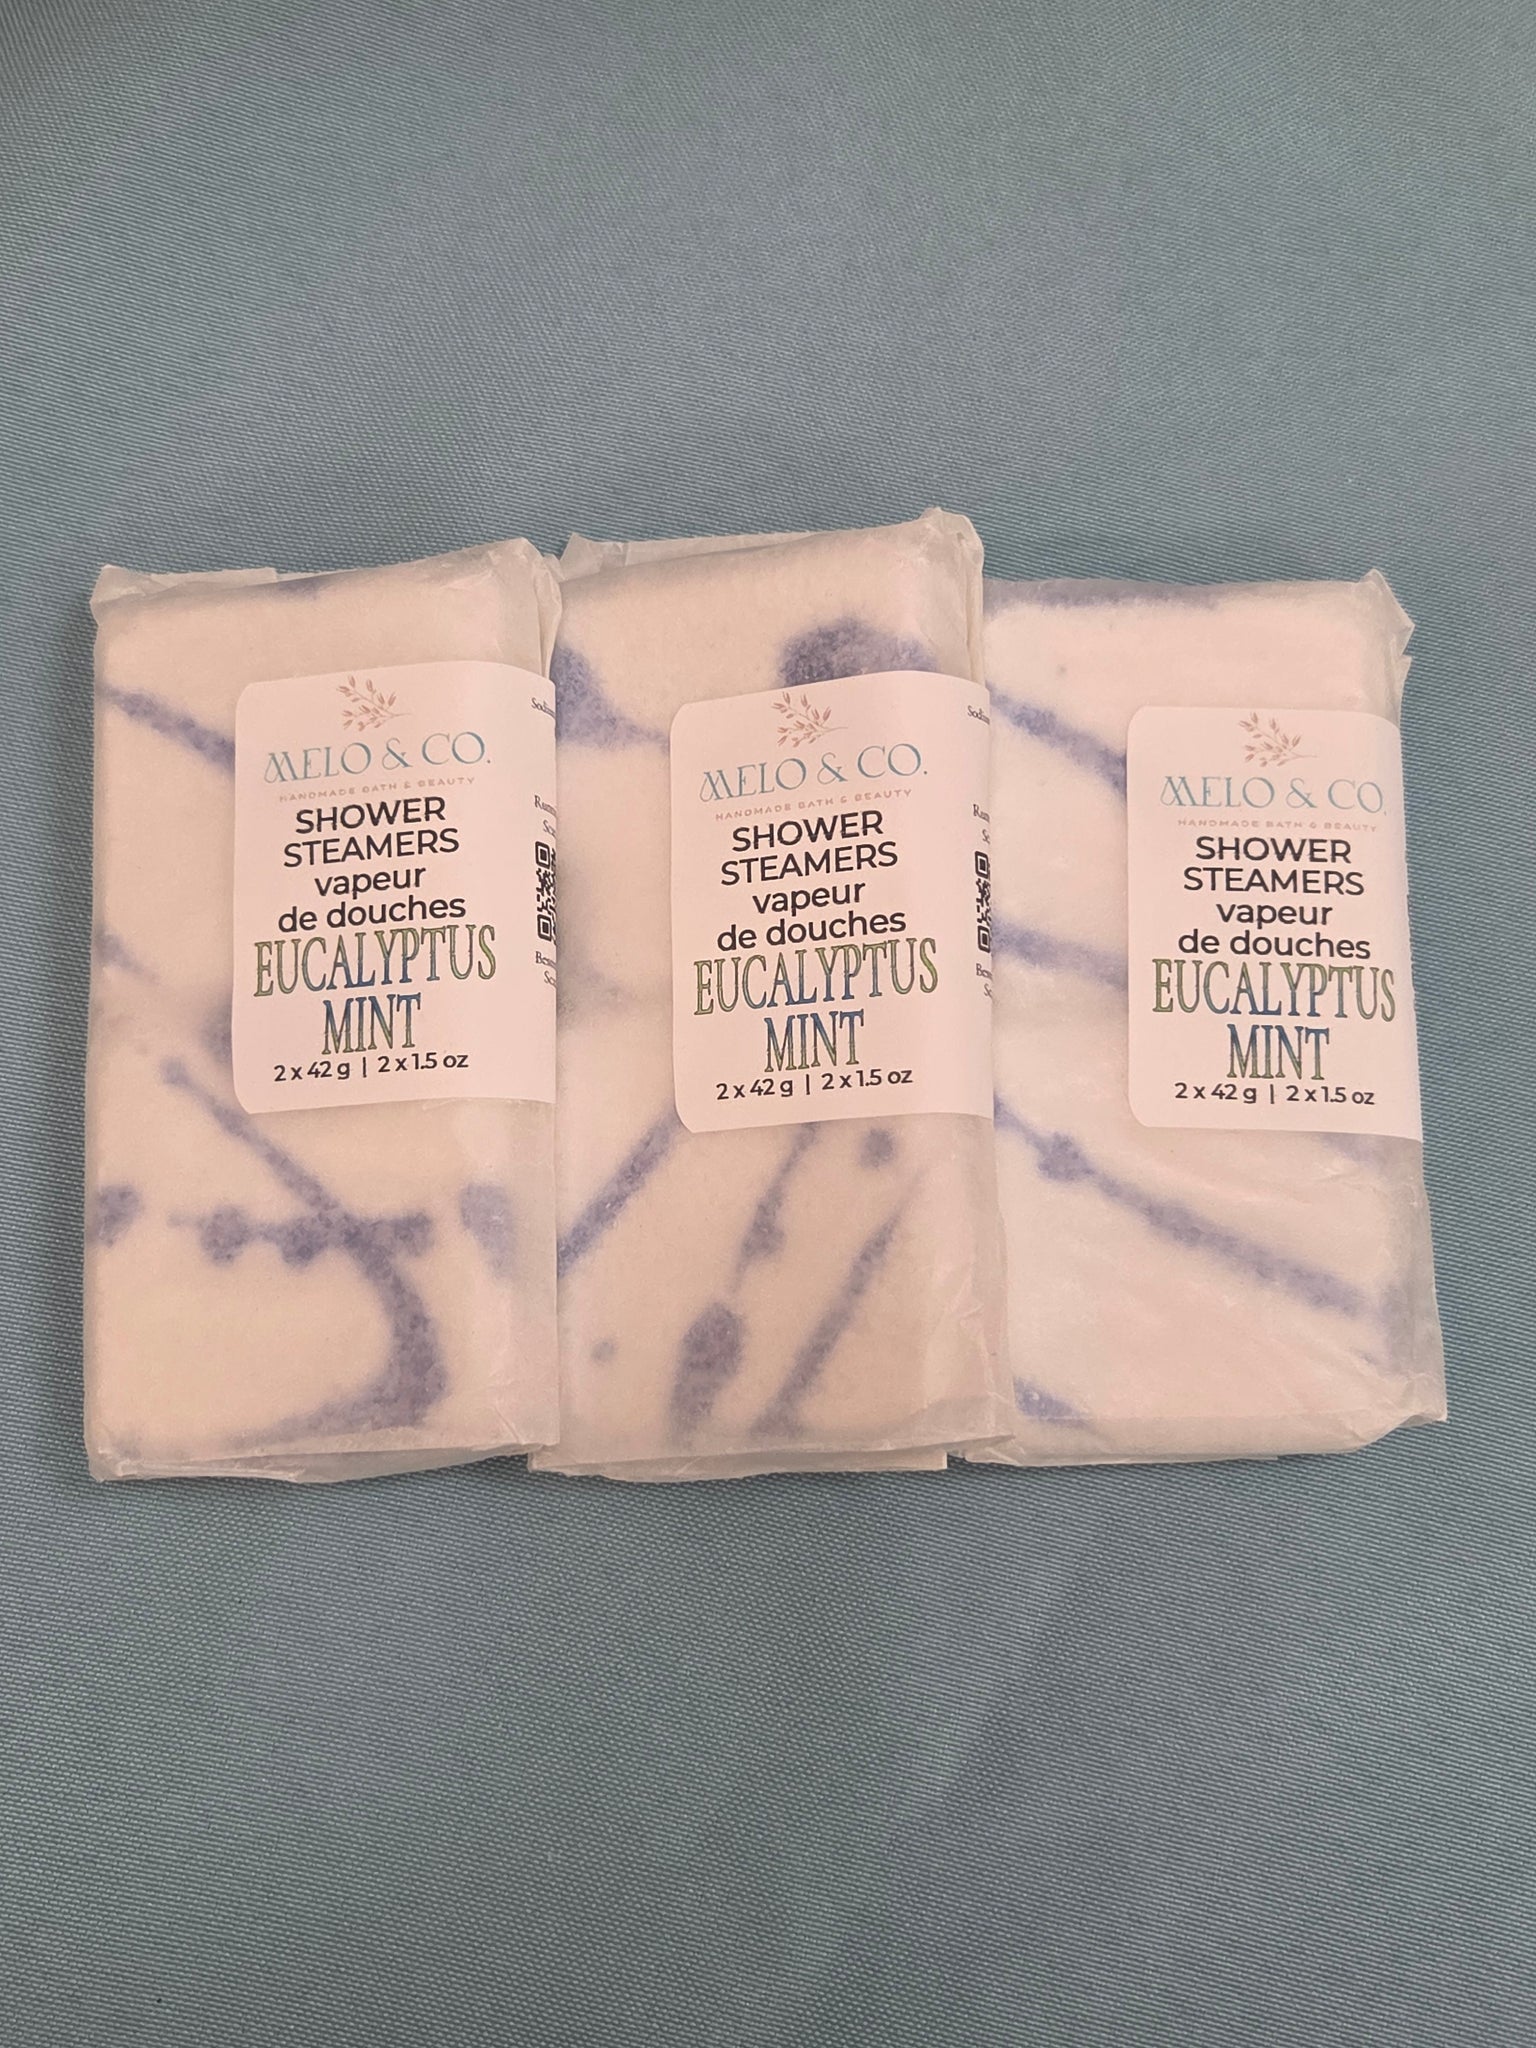 MELO & CO.
HANDMADE BATH & BEAUTY
SHOWER
STEAMERS
vapeur
de douches
EUCALYPTUS
MINT
2 x 42 g | 2 x 1.5 oz
MELO & CO.
HANDMADE BATH & BEAUTY
SHOWER
STEAMERS
vapeur
de douches
EUCALYPTUS
MINT
2 x 42 g | 2 x 1.5 oz
MELO & CO.
HANDMADE BATH & BEAUTY
SHOWER
STEAMERS
vapeur
de douches
EUCALYPTUS
MINT
2 x 42 g | 2 x 1.5 oz